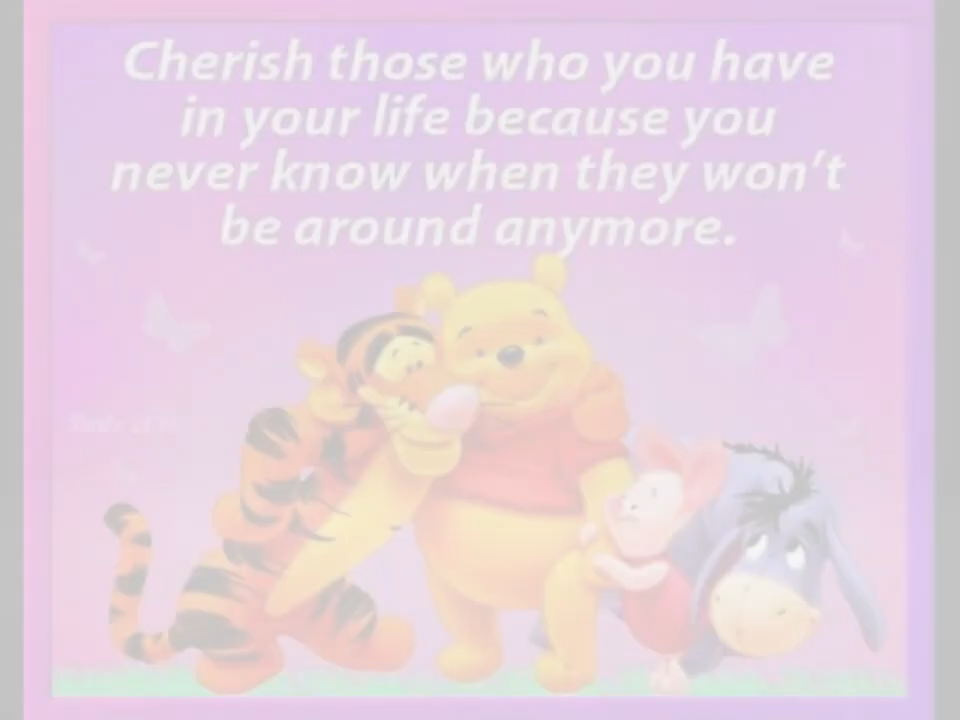 Cherish those who you have
in your life because you
never know when they won't
be around anymore.